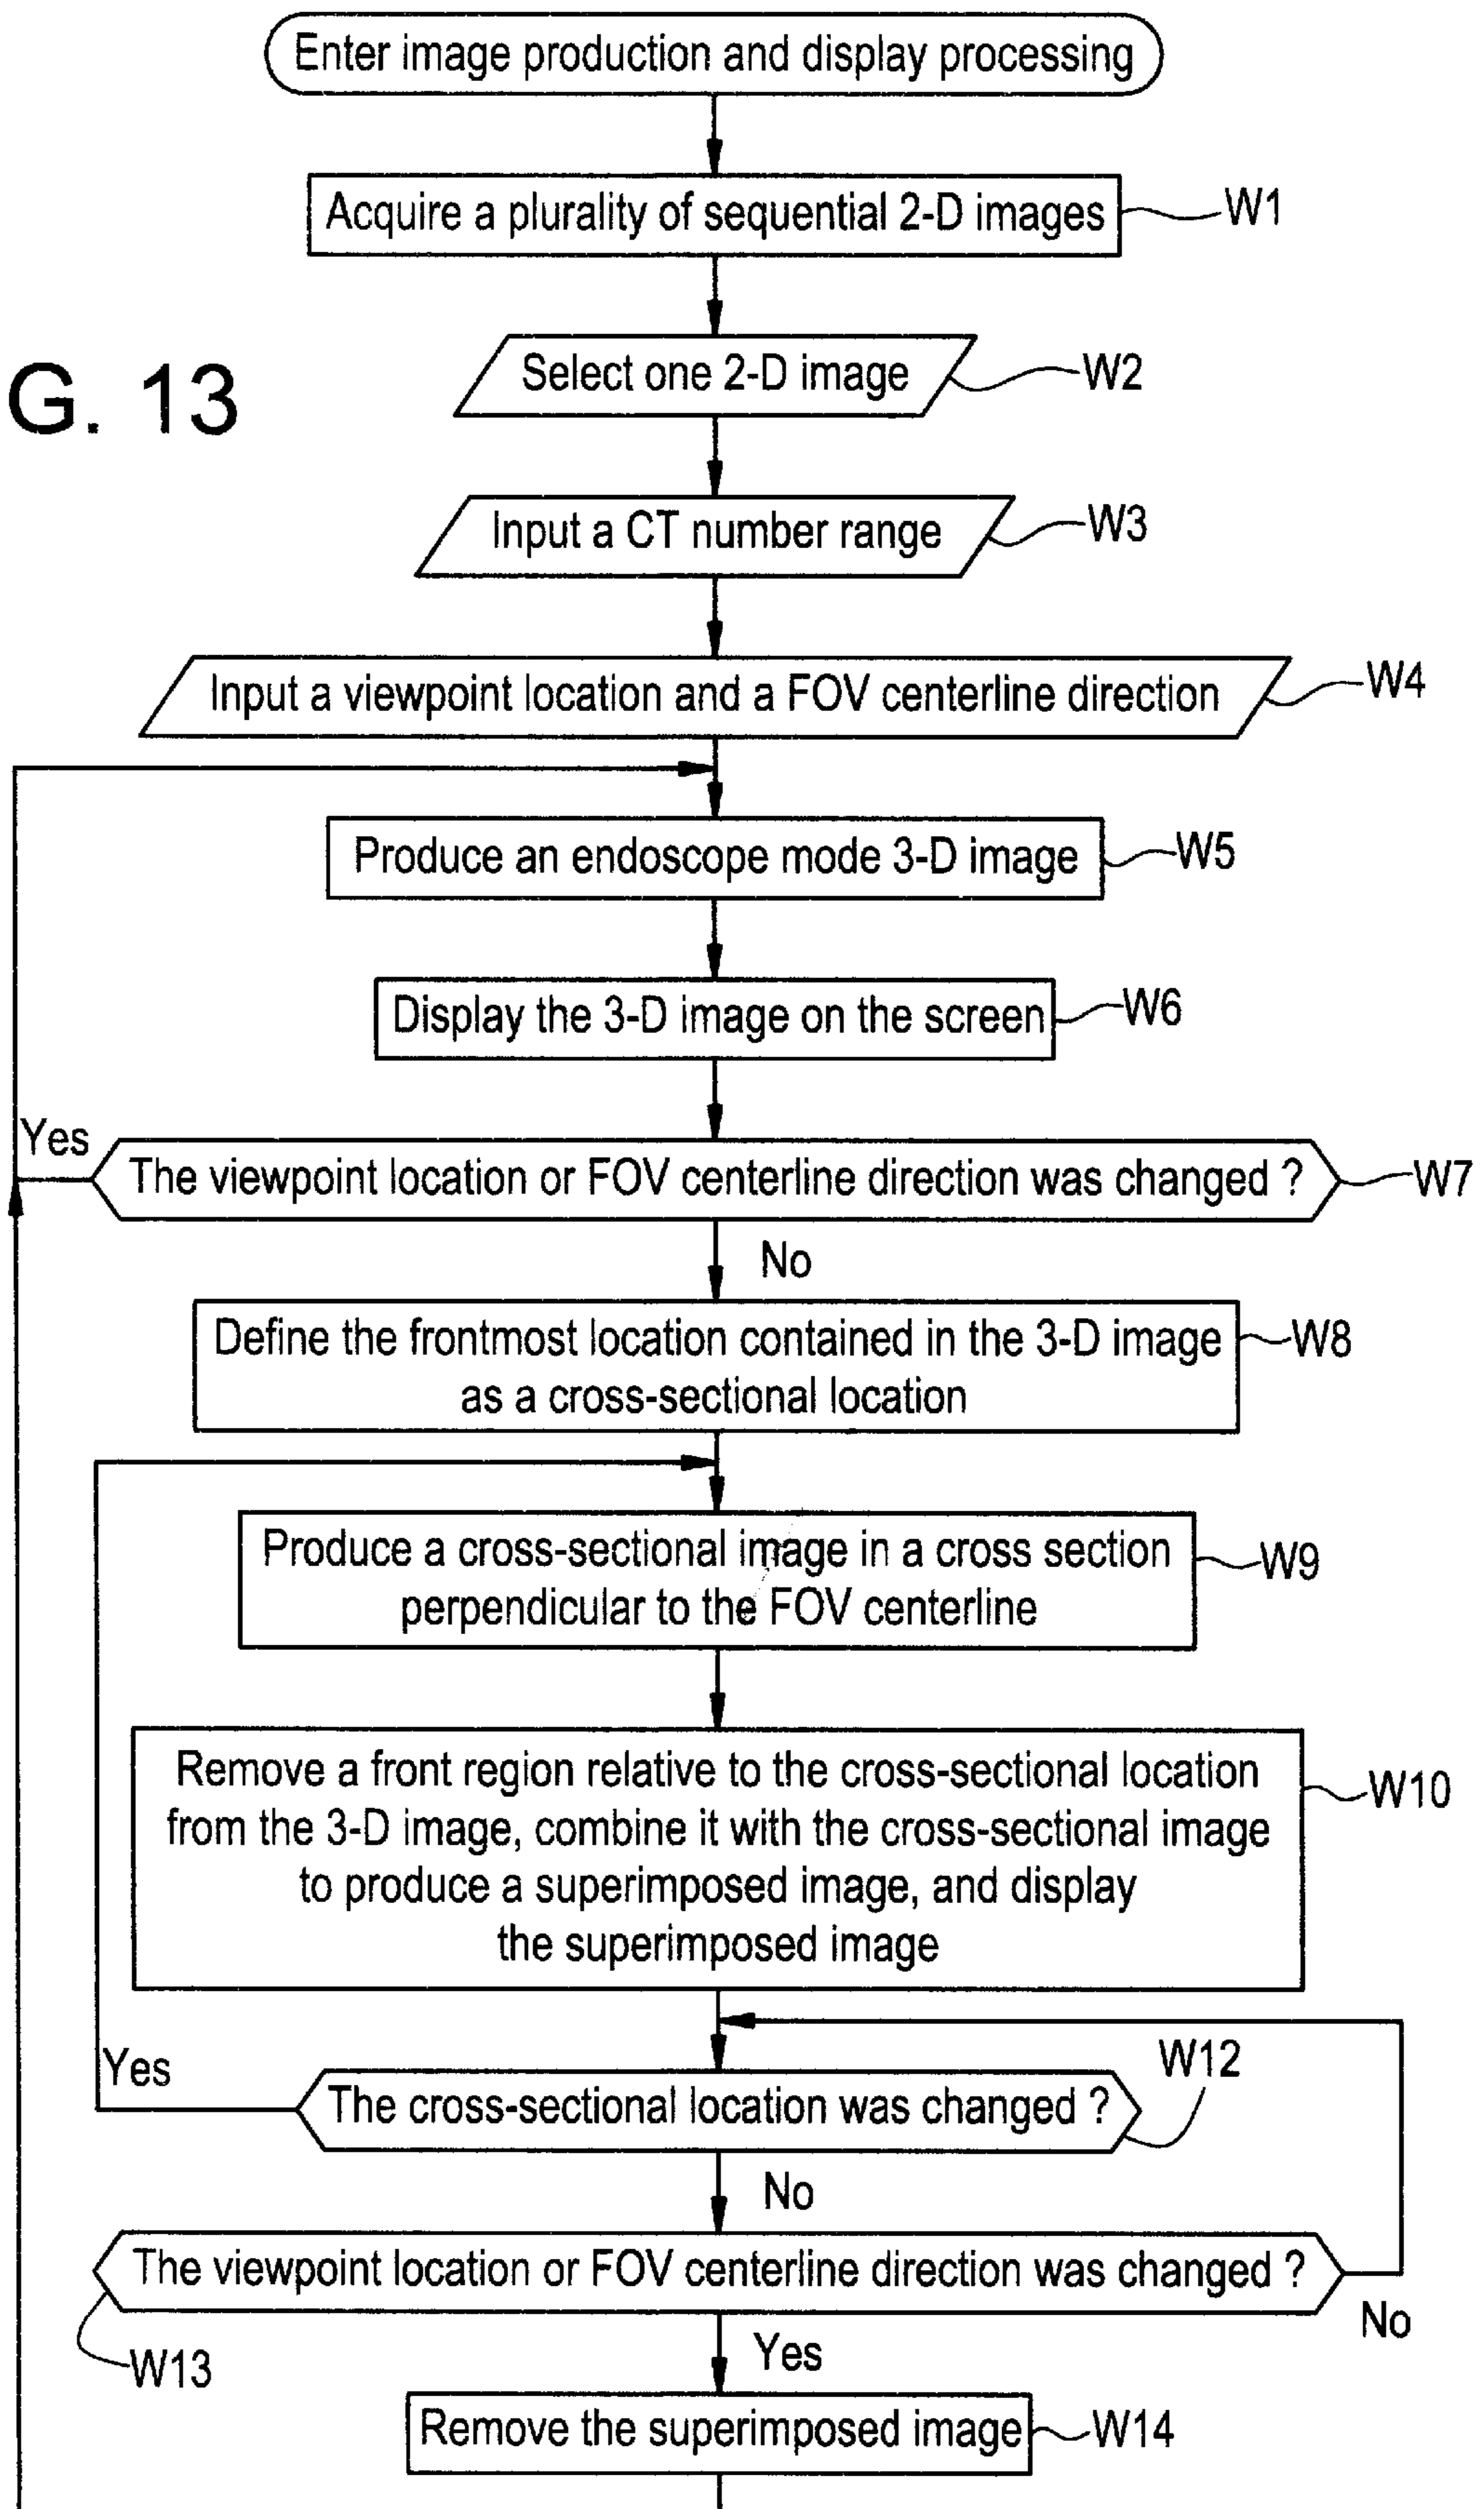 Enter image production and display processing
Acquire a plurality of sequential 2-D images
W1
G. 13
Select one 2-D image
W2
Input a CT number range
W3
Input a viewpoint location and a FOV centerline direction
W4
Produce an endoscope mode 3-D image
W5
Display the 3-D image on the screen
W6
Yes
The viewpoint location or FOV centerline direction was changed ?
W7
No
Define the frontmost location contained in the 3-D image
as a cross-sectional location
W8
Produce a cross-sectional image in a cross section
perpendicular to the FOV centerline
W9
Remove a front region relative to the cross-sectional location
from the 3-D image, combine it with the cross-sectional image
to produce a superimposed image, and display
the superimposed image
W10
Yes
The cross-sectional location was changed ?
W12
No
The viewpoint location or FOV centerline direction was changed ?
No
W13
Yes
Remove the superimposed image
W14